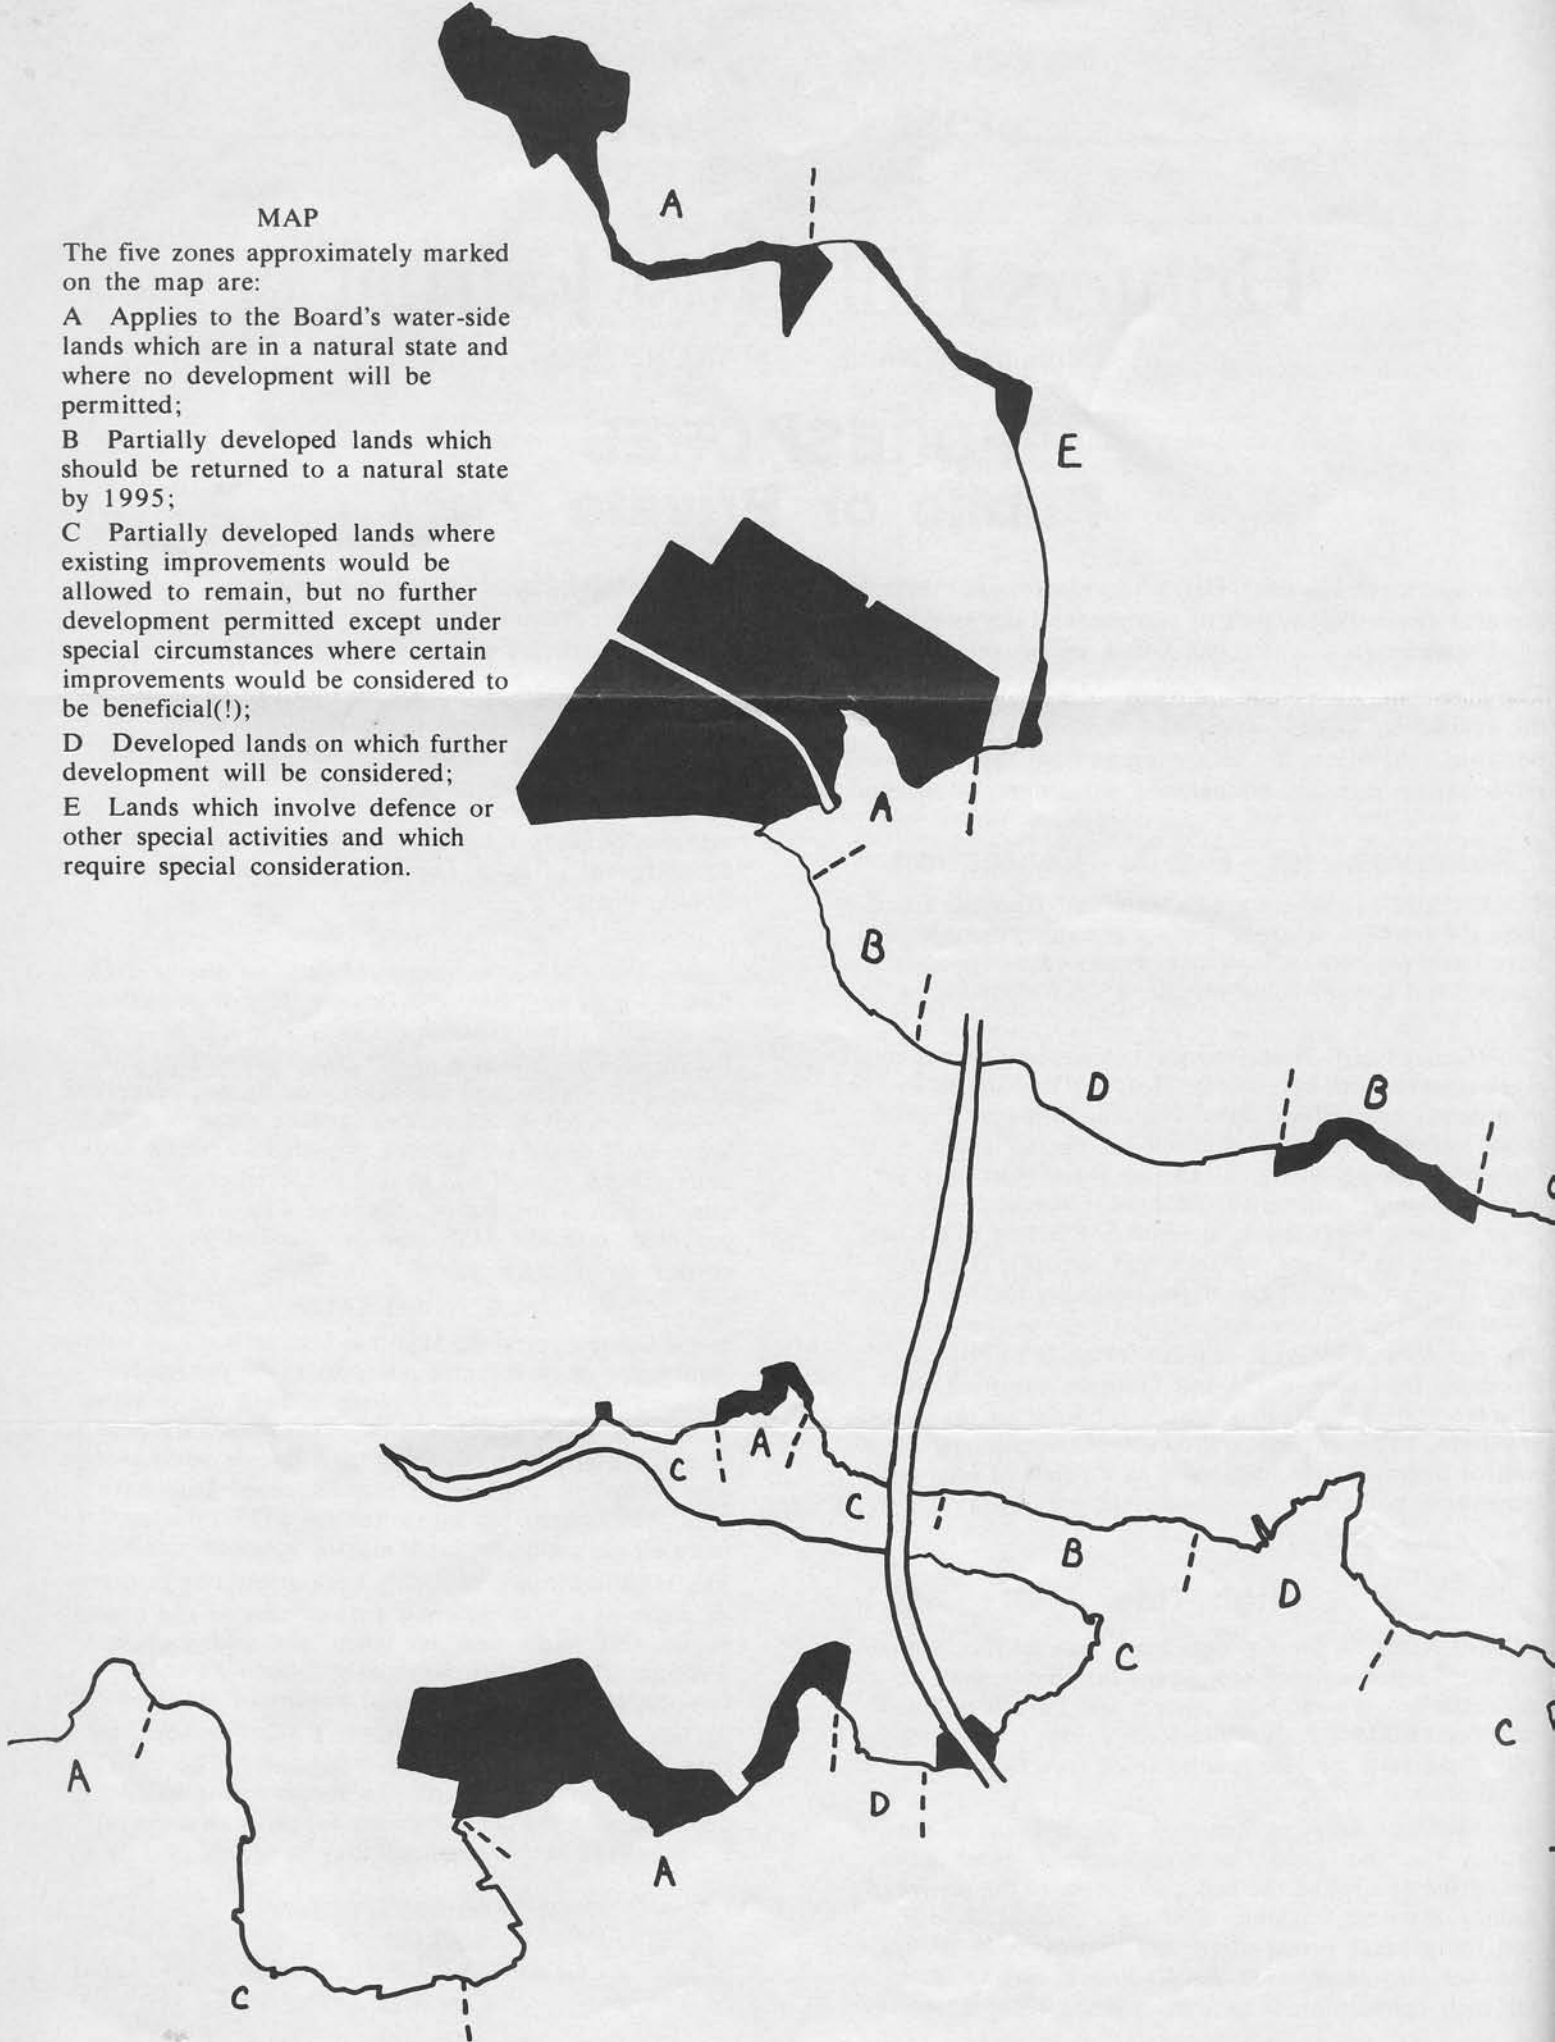 MAP
The five zones approximately marked
on the map are:
A Applies to the Board's water-side
lands which are in a natural state and
where no development will be
permitted;
B Partially developed lands which
should be returned to a natural state
by 1995;
C Partially developed lands where
existing improvements would be
allowed to remain, but no further
development permitted except under
special circumstances where certain
improvements would be considered to
be beneficial(!);
D Developed lands on which further
development will be considered;
E Lands which involve defence or
other special activities and which
require special consideration.
A
E
A
B
D
B
C
A
C
B
D
C
C
A
D
A
C